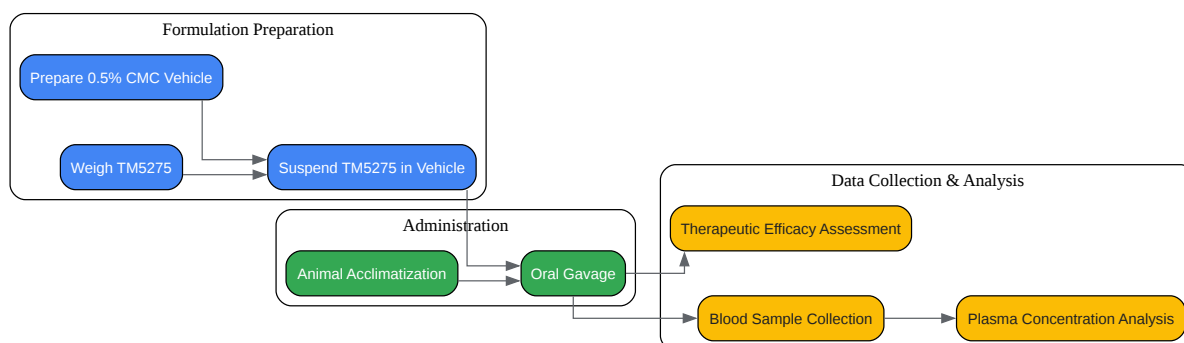 Formulation Preparation
Prepare 0.5% CMC Vehicle
Weigh TM5275
Suspend TM5275 in Vehicle
Administration
Animal Acclimatization
Oral Gavage
Data Collection & Analysis
Therapeutic Efficacy Assessment
Blood Sample Collection
Plasma Concentration Analysis